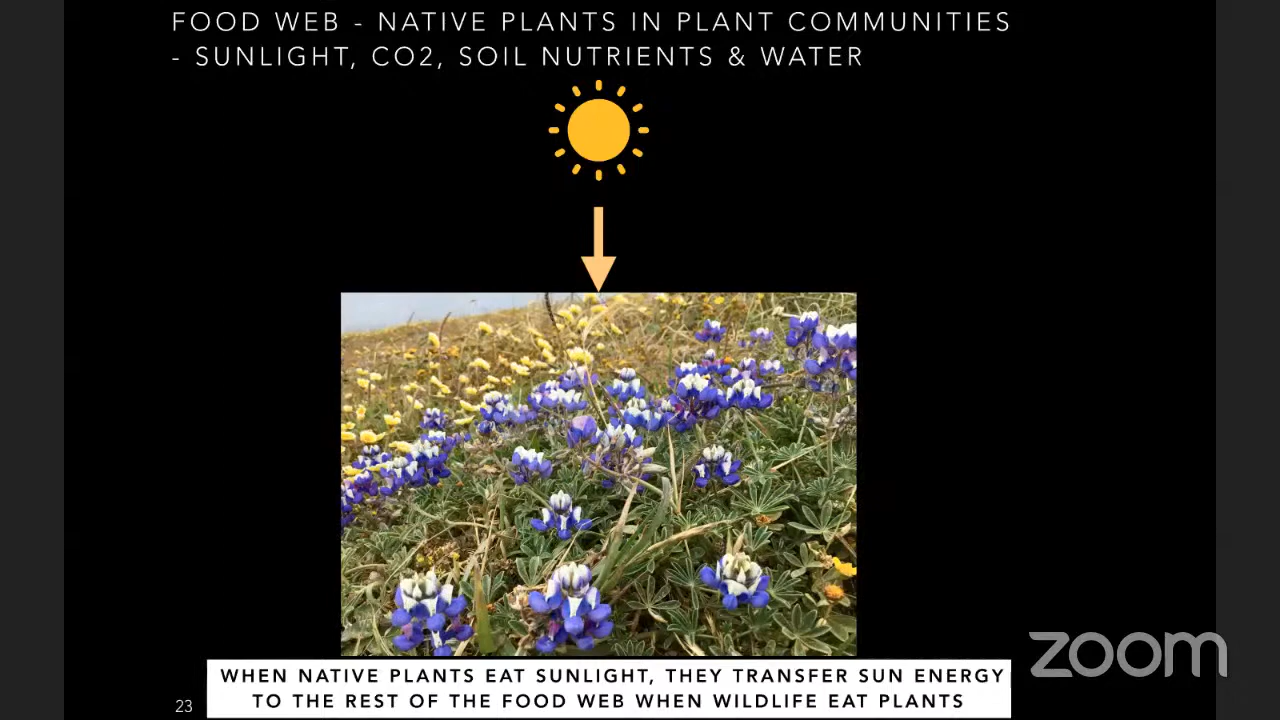 FOOD WEB - NATIVE PLANTS IN PLANT COMMUNITIES
- SUNLIGHT, CO2, SOIL NUTRIENTS & WATER
WHEN NATIVE PLANTS EAT SUNLIGHT, THEY TRANSFER SUN ENERGY
TO THE REST OF THE FOOD WEB WHEN WILDLIFE EAT PLANTS
23
zoom